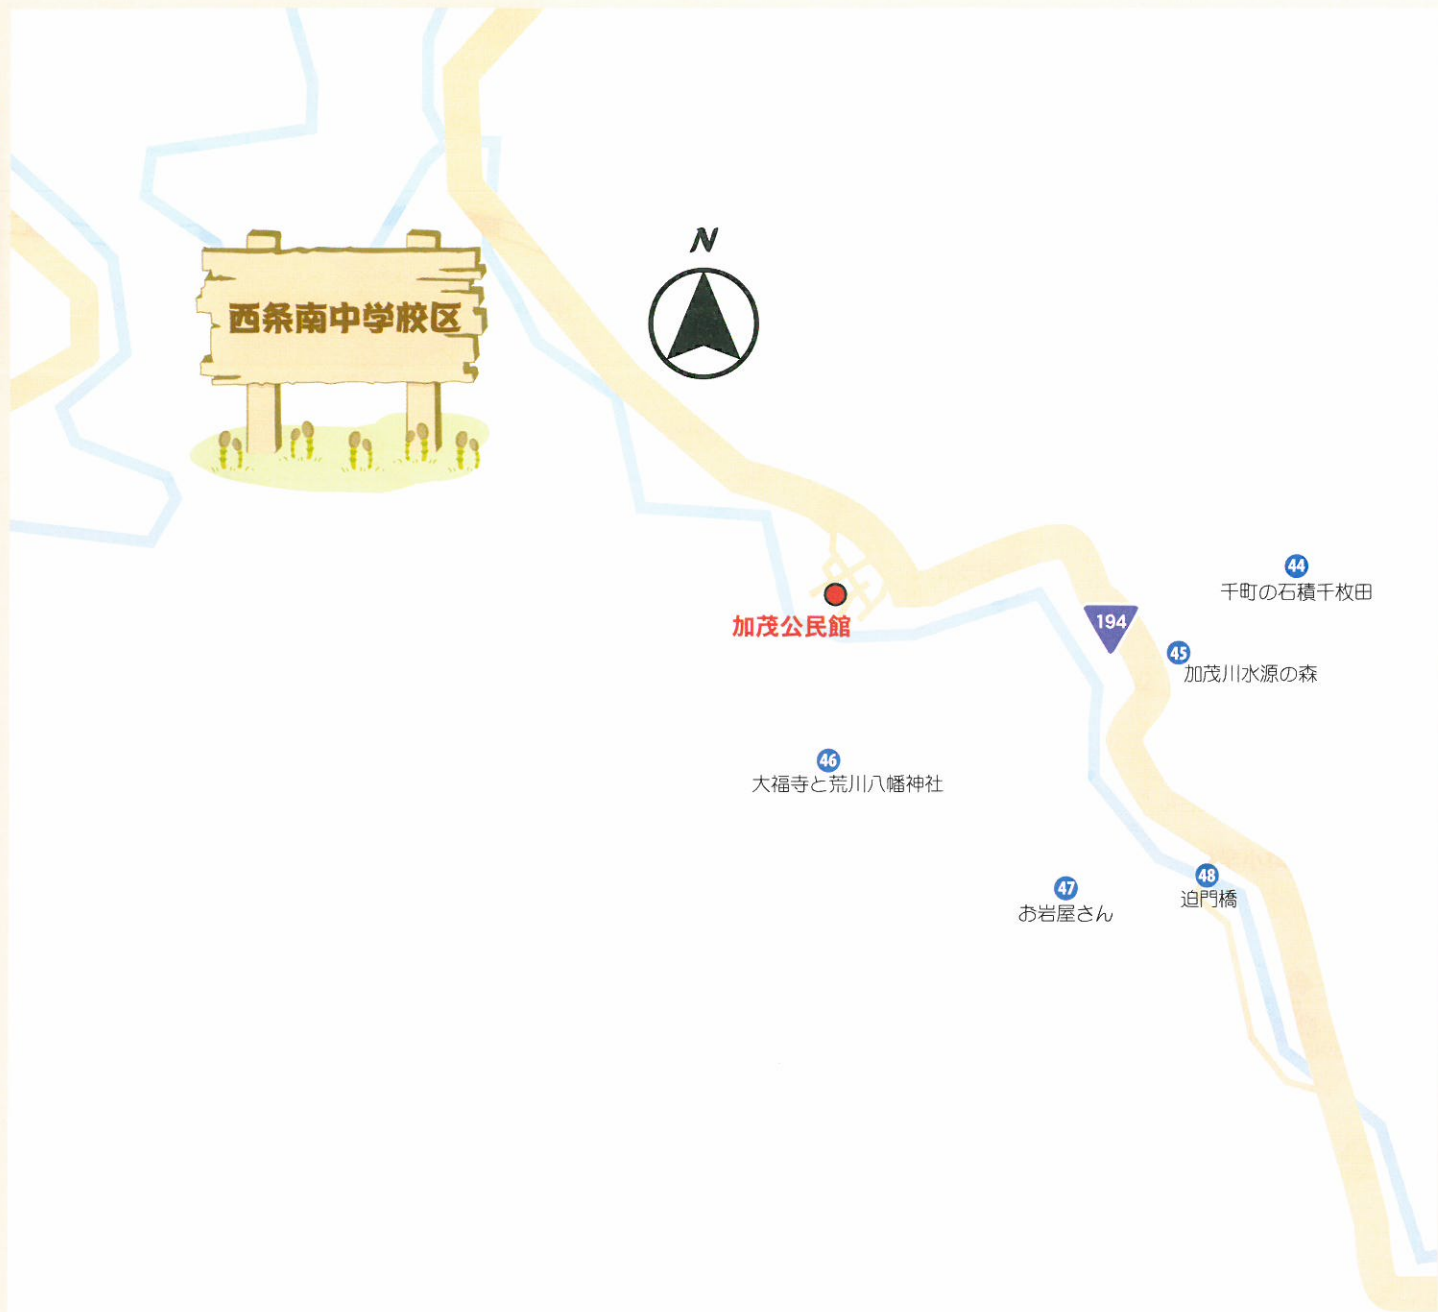 N
西条南中学校区
44
千町の石積千枚田
加茂公民館
194
45
加茂川水源の森
46
大福寺と荒川八幡神社
47
お岩屋さん
48
迫門橋